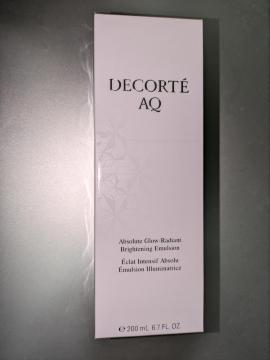 DECORTÉ
AQ
Absolute Glow Radiant
Brightening Emulsion
Éclat Intensif Absolu
Émulsion Illuminatrice
℮ 200 mL 6.7 FL. OZ.